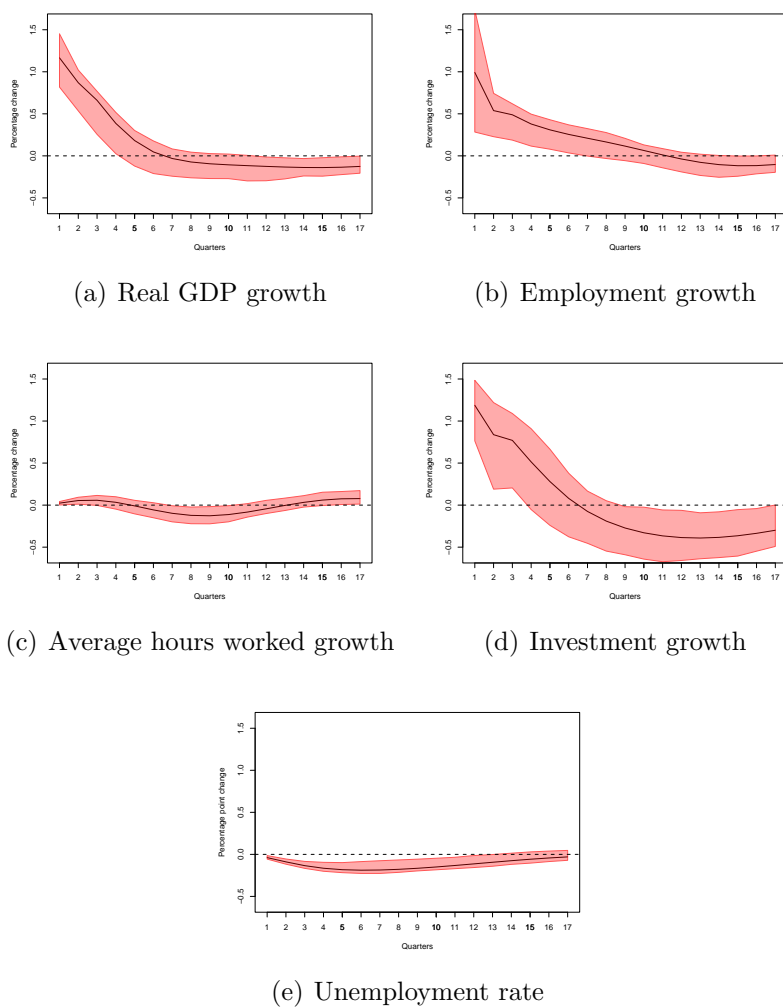 Percentage change
1.5
1.0
0.5
0.0
−0.5
1 2 3 4 5 6 7 8 9 10 11 12 13 14 15 16 17
Quarters
(a) Real GDP growth
Percentage change
1.5
1.0
0.5
0.0
−0.5
1 2 3 4 5 6 7 8 9 10 11 12 13 14 15 16 17
Quarters
(b) Employment growth
Percentage change
1.5
1.0
0.5
0.0
−0.5
1 2 3 4 5 6 7 8 9 10 11 12 13 14 15 16 17
Quarters
(c) Average hours worked growth
Percentage change
1.5
1.0
0.5
0.0
−0.5
1 2 3 4 5 6 7 8 9 10 11 12 13 14 15 16 17
Quarters
(d) Investment growth
Percentage point change
1.5
1.0
0.5
0.0
−0.5
1 2 3 4 5 6 7 8 9 10 11 12 13 14 15 16 17
Quarters
(e) Unemployment rate